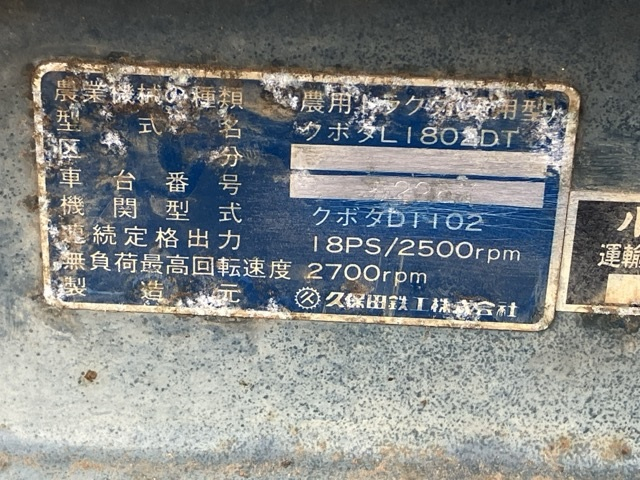 農業機械の種類 農用トラクタ(乗用型)
型式名 クボタL1802DT
区分
車台番号
機関型式 クボタD1102
連続定格出力 18PS/2500rpm
無負荷最高回転速度 2700rpm
製造元 久保田鉄工株式会社
運輸